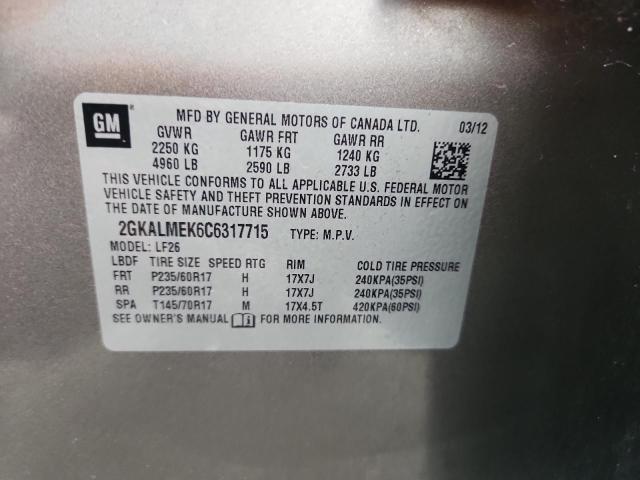 GM
MFD BY GENERAL MOTORS OF CANADA LTD. 03/12
GVWR GAWR FRT GAWR RR
2250 KG 1175 KG 1240 KG
4960 LB 2590 LB 2733 LB
THIS VEHICLE CONFORMS TO ALL APPLICABLE U.S. FEDERAL MOTOR
VEHICLE SAFETY AND THEFT PREVENTION STANDARDS IN EFFECT ON
DATE OF MANUFACTURE SHOWN ABOVE.
2GKALMEK6C6317715 TYPE: M.P.V.
MODEL: LF26
LBDF TIRE SIZE SPEED RTG RIM COLD TIRE PRESSURE
FRT P235/60R17 H 17X7J 240KPA(35PSI)
RR P235/60R17 H 17X7J 240KPA(35PSI)
SPA T145/70R17 M 17X4.5T 420KPA(60PSI)
SEE OWNER'S MANUAL FOR MORE INFORMATION.